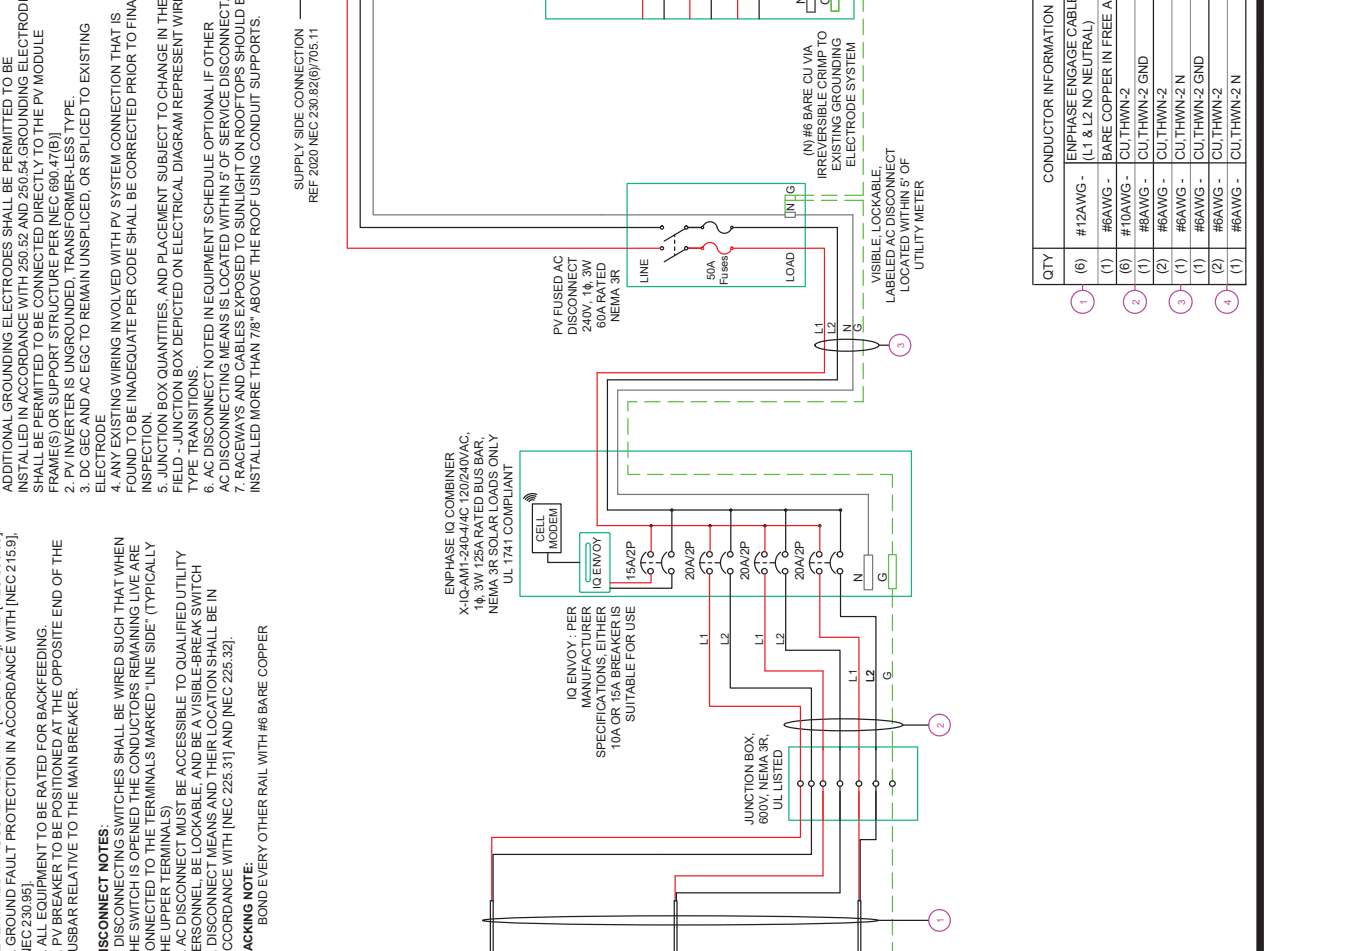 ADDITIONAL GROUNDING ELECTRODES SHALL BE PERMITTED TO BE
INSTALLED IN ACCORDANCE WITH 250.52 AND 250.54.GROUNDING ELECTRODE
SHALL BE PERMITTED TO BE CONNECTED DIRECTLY TO THE PV MODULE
FRAME(S) OR SUPPORT STRUCTURE PER [NEC 690.47(B)]
2. PV INVERTER IS UNGROUNDED, TRANSFORMER-LESS TYPE.
3. DC GEC AND AC EGC TO REMAIN UNSPLICED, OR SPLICED TO EXISTING
ELECTRODE
4. ANY EXISTING WIRING INVOLVED WITH PV SYSTEM CONNECTION THAT IS
FOUND TO BE INADEQUATE PER CODE SHALL BE CORRECTED PRIOR TO FINA
INSPECTION.
5. JUNCTION BOX QUANTITIES, AND PLACEMENT SUBJECT TO CHANGE IN THE
FIELD - JUNCTION BOX DEPICTED ON ELECTRICAL DIAGRAM REPRESENT WIRE
TYPE TRANSITIONS.
6. AC DISCONNECT NOTED IN EQUIPMENT SCHEDULE OPTIONAL IF OTHER
AC DISCONNECTING MEANS IS LOCATED WITHIN 5' OF SERVICE DISCONNECT.
7. RACEWAYS AND CABLES EXPOSED TO SUNLIGHT ON ROOFTOPS SHOULD B
INSTALLED MORE THAN 7/8" ABOVE THE ROOF USING CONDUIT SUPPORTS.
GROUND FAULT PROTECTION IN ACCORDANCE WITH [NEC 215.9],
NEC 230.95].
ALL EQUIPMENT TO BE RATED FOR BACKFEEDING.
PV BREAKER TO BE POSITIONED AT THE OPPOSITE END OF THE
USBAR RELATIVE TO THE MAIN BREAKER.
ISCONNECT NOTES:
DISCONNECTING SWITCHES SHALL BE WIRED SUCH THAT WHEN
HE SWITCH IS OPENED THE CONDUCTORS REMAINING LIVE ARE
ONNECTED TO THE TERMINALS MARKED "LINE SIDE" (TYPICALLY
HE UPPER TERMINALS)
AC DISCONNECT MUST BE ACCESSIBLE TO QUALIFIED UTILITY
ERSONNEL, BE LOCKABLE, AND BE A VISIBLE-BREAK SWITCH
DISCONNECT MEANS AND THEIR LOCATION SHALL BE IN
CCORDANCE WITH [NEC 225.31] AND [NEC 225.32].
ACKING NOTE:
BOND EVERY OTHER RAIL WITH #6 BARE COPPER
SUPPLY SIDE CONNECTION
REF 2020 NEC 230.82(6)/705.11
PV FUSED AC
DISCONNECT
240V, 1ɸ, 3W
60A RATED
NEMA 3R
LINE
50A
Fuses
LOAD
N
G
(N) #6 BARE CU VIA
IRREVERSIBLE CRIMP TO
EXISTING GROUNDING
ELECTRODE SYSTEM
VISIBLE, LOCKABLE,
LABELED AC DISCONNECT
LOCATED WITHIN 5' OF
UTILITY METER
L1
L2
N
G
3
ENPHASE IQ COMBINER
X-IQ-AM1-240-4/4C 120/240VAC,
1ɸ, 3W 125A RATED BUS BAR,
NEMA 3R SOLAR LOADS ONLY
UL 1741 COMPLIANT
CELL
MODEM
IQ ENVOY
15A/2P
20A/2P
20A/2P
20A/2P
N
G
IQ ENVOY : PER
MANUFACTURER
SPECIFICATIONS, EITHER
10A OR 15A BREAKER IS
SUITABLE FOR USE
L1
L2
L1
L2
L1
L2
G
2
JUNCTION BOX,
600V, NEMA 3R,
UL LISTED
1
QTY CONDUCTOR INFORMATION
1 (6) #12AWG - ENPHASE ENGAGE CABLE
(L1 & L2 NO NEUTRAL)
(1) #6AWG - BARE COPPER IN FREE A
2 (6) #10AWG - CU,THWN-2
(1) #8AWG - CU,THWN-2 GND
3 (2) #6AWG - CU,THWN-2
(1) #6AWG - CU,THWN-2 N
(1) #6AWG - CU,THWN-2 GND
4 (2) #6AWG - CU,THWN-2
(1) #6AWG - CU,THWN-2 N